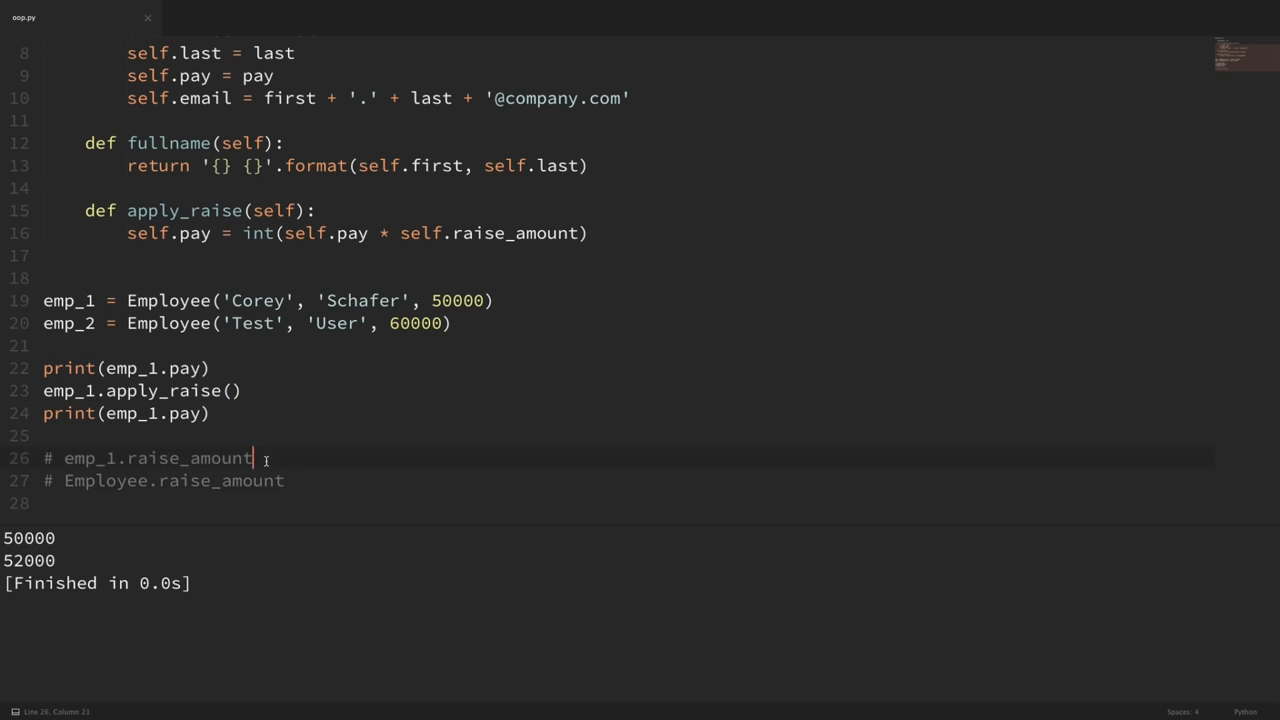 oop.py ×
8 self.last = last
9 self.pay = pay
10 self.email = first + '.' + last + '@company.com'
11
12 def fullname(self):
13 return '{} {}'.format(self.first, self.last)
14
15 def apply_raise(self):
16 self.pay = int(self.pay * self.raise_amount)
17
18
19 emp_1 = Employee('Corey', 'Schafer', 50000)
20 emp_2 = Employee('Test', 'User', 60000)
21
22 print(emp_1.pay)
23 emp_1.apply_raise()
24 print(emp_1.pay)
25
26 # emp_1.raise_amount
27 # Employee.raise_amount
28
50000
52000
[Finished in 0.0s]
Line 26, Column 21 Spaces: 4 Python